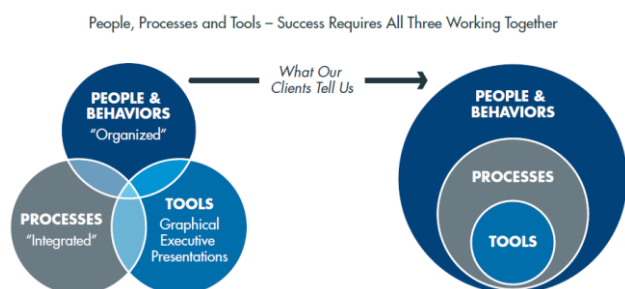 People, Processes and Tools – Success Requires All Three Working Together
PEOPLE &
BEHAVIORS
"Organized"
PROCESSES
"Integrated"
TOOLS
Graphical
Executive
Presentations
What Our
Clients Tell Us
PEOPLE &
BEHAVIORS
PROCESSES
TOOLS